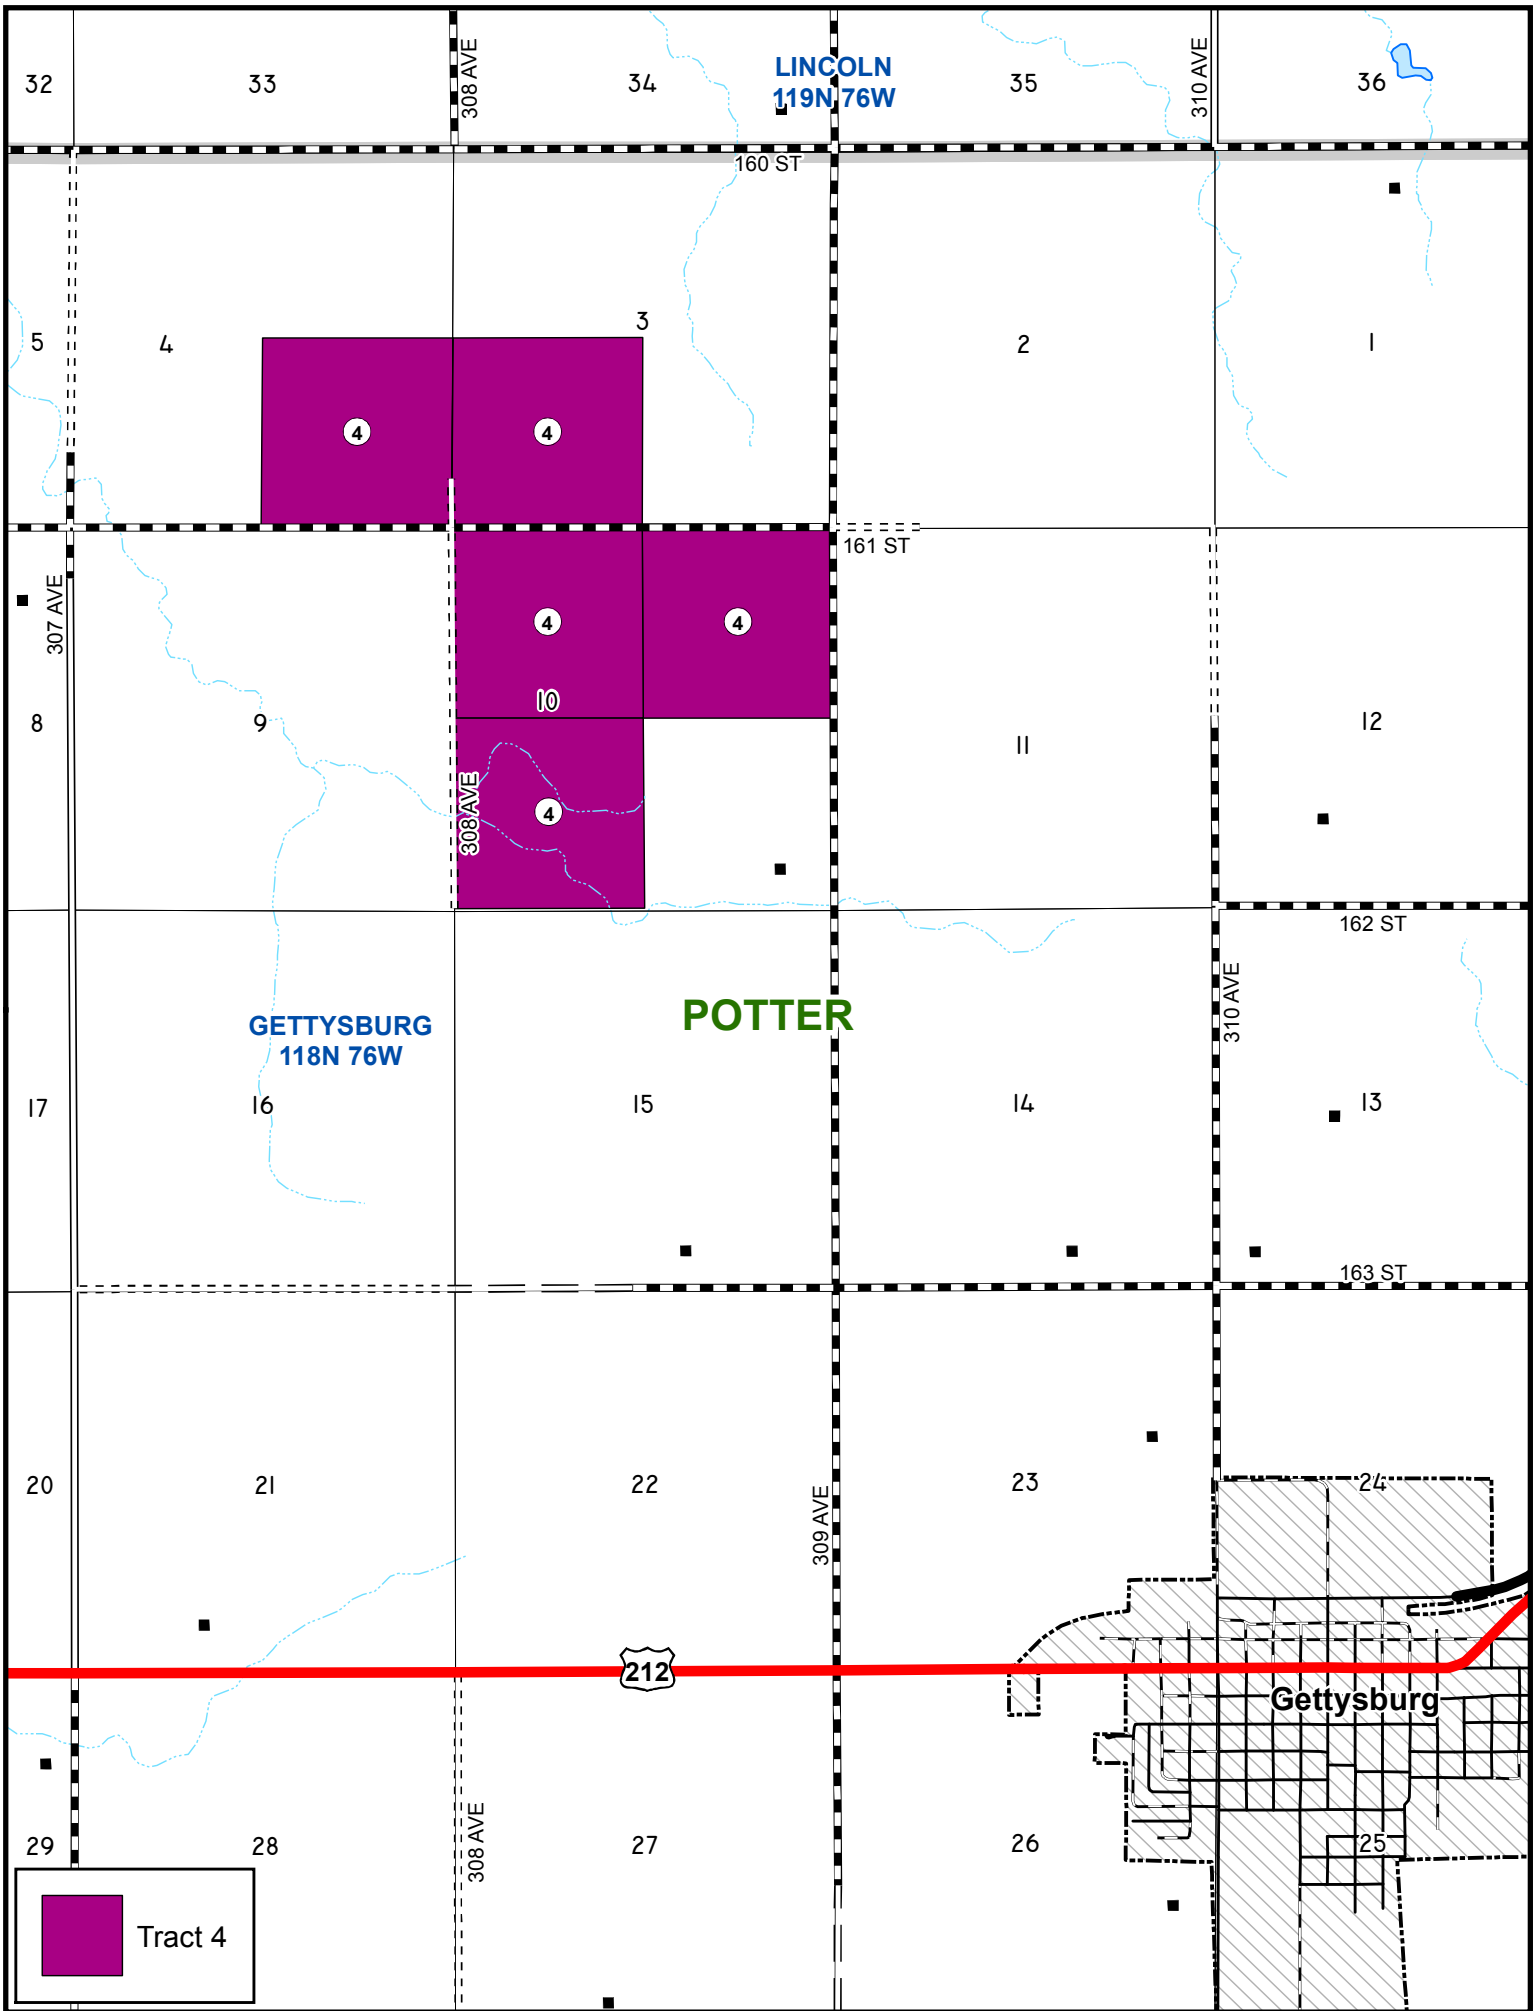 LINCOLN
119N 76W
32
33
308 AVE
34
35
310 AVE
36
160 ST
5
4
3
2
1
4
4
161 ST
307 AVE
4
4
8
9
10
11
12
308 AVE
4
162 ST
GETTYSBURG
118N 76W
POTTER
310 AVE
17
16
15
14
13
163 ST
20
21
22
309 AVE
23
24
212
Gettysburg
29
28
308 AVE
27
26
25
Tract 4